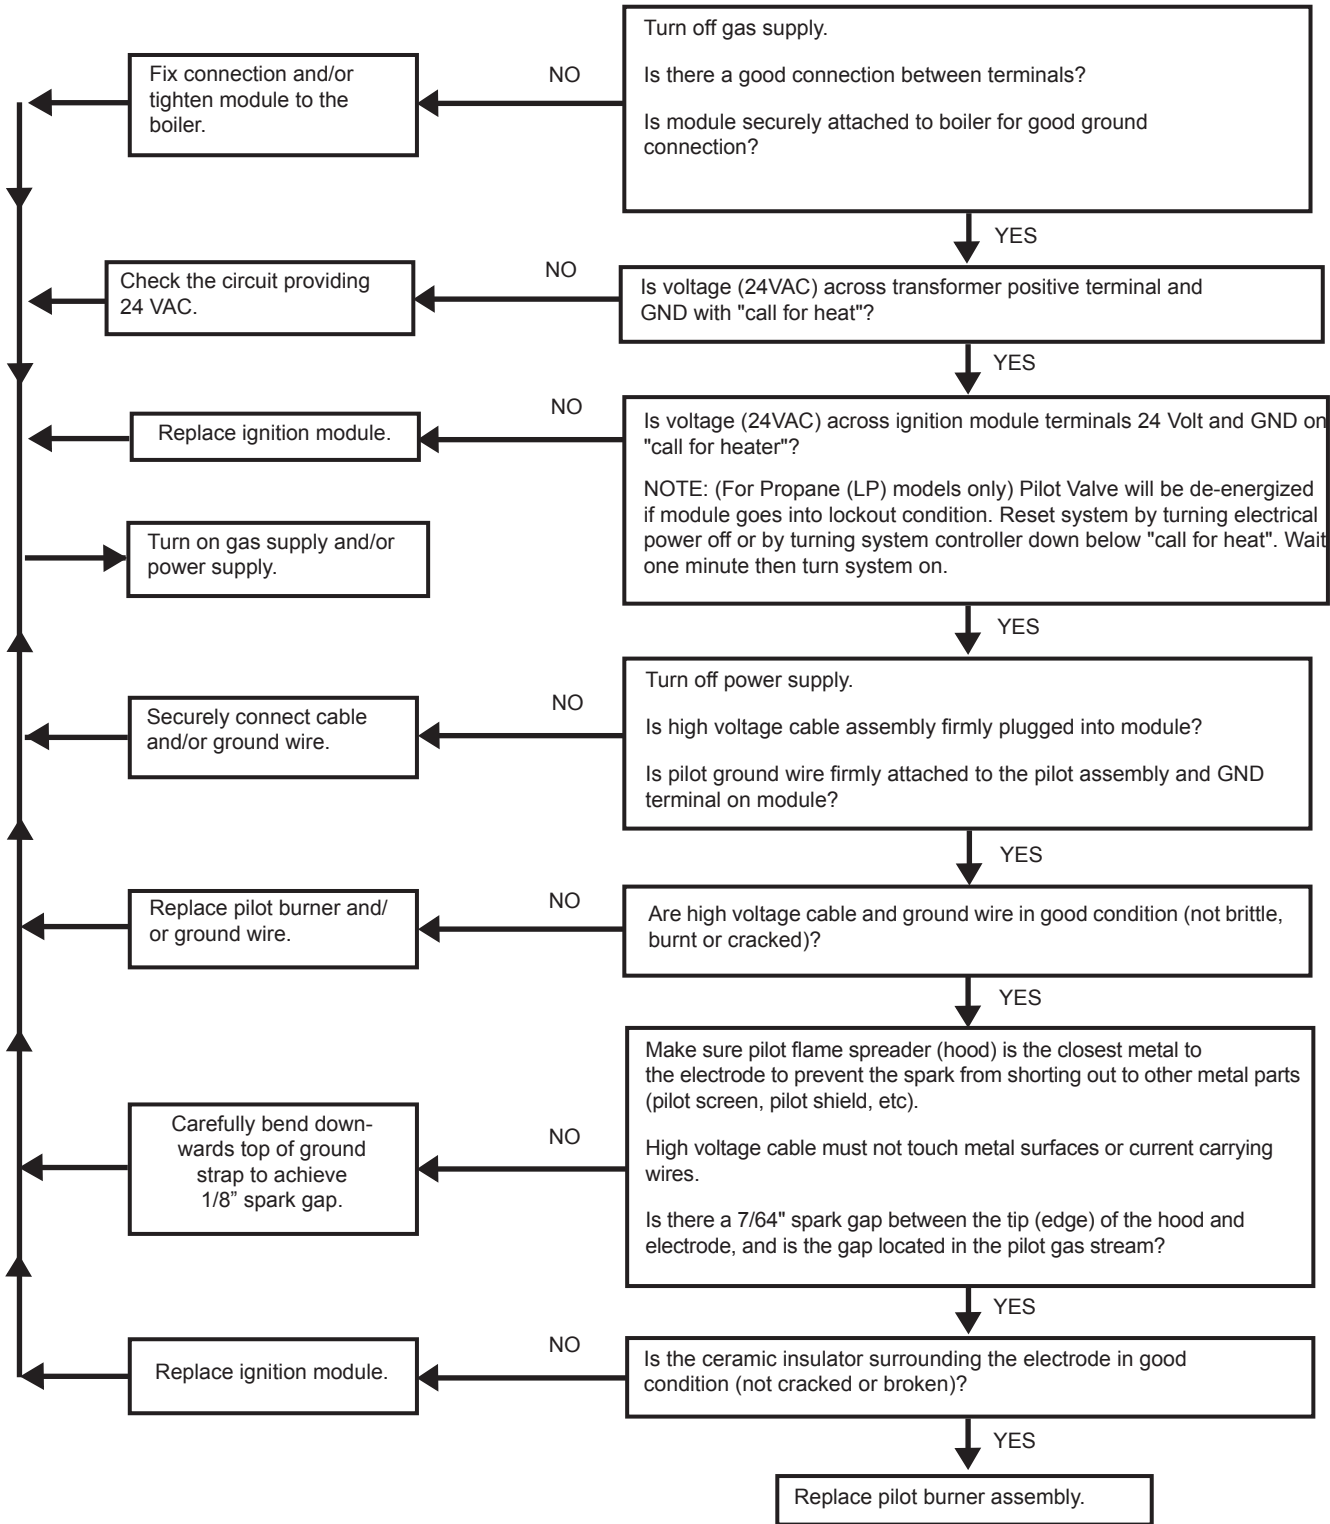 Turn off gas supply.
Is there a good connection between terminals?
Is module securely attached to boiler for good ground
connection?
NO
Fix connection and/or
tighten module to the
boiler.
YES
Is voltage (24VAC) across transformer positive terminal and
GND with "call for heat"?
NO
Check the circuit providing
24 VAC.
YES
Is voltage (24VAC) across ignition module terminals 24 Volt and GND on
"call for heater"?
NOTE: (For Propane (LP) models only) Pilot Valve will be de-energized
if module goes into lockout condition. Reset system by turning electrical
power off or by turning system controller down below "call for heat". Wait
one minute then turn system on.
NO
Replace ignition module.
Turn on gas supply and/or
power supply.
YES
Turn off power supply.
Is high voltage cable assembly firmly plugged into module?
Is pilot ground wire firmly attached to the pilot assembly and GND
terminal on module?
NO
Securely connect cable
and/or ground wire.
YES
Are high voltage cable and ground wire in good condition (not brittle,
burnt or cracked)?
NO
Replace pilot burner and/
or ground wire.
YES
Make sure pilot flame spreader (hood) is the closest metal to
the electrode to prevent the spark from shorting out to other metal parts
(pilot screen, pilot shield, etc).
High voltage cable must not touch metal surfaces or current carrying
wires.
Is there a 7/64" spark gap between the tip (edge) of the hood and
electrode, and is the gap located in the pilot gas stream?
NO
Carefully bend down-
wards top of ground
strap to achieve
1/8” spark gap.
YES
Is the ceramic insulator surrounding the electrode in good
condition (not cracked or broken)?
NO
Replace ignition module.
YES
Replace pilot burner assembly.